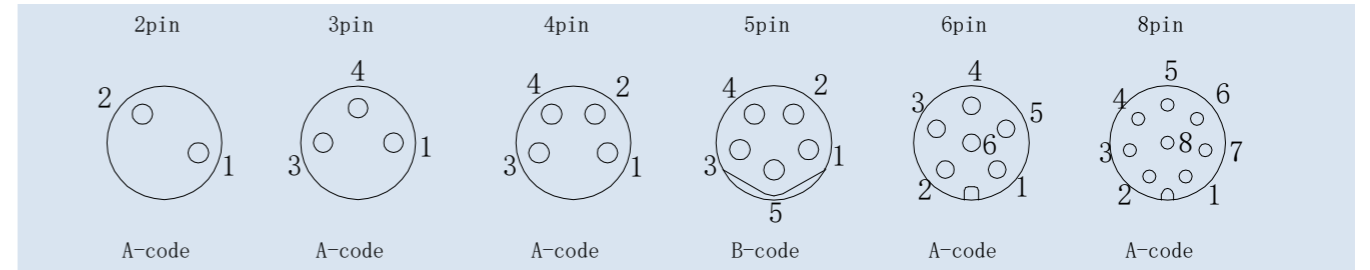 2pin 3pin 4pin 5pin 6pin 8pin
4 4 5
2 4 2 4 2 3 5 4 6
6 8
3 1 3 1 3 1 3 7
1 2 1 2 1
5
A-code A-code A-code B-code A-code A-code